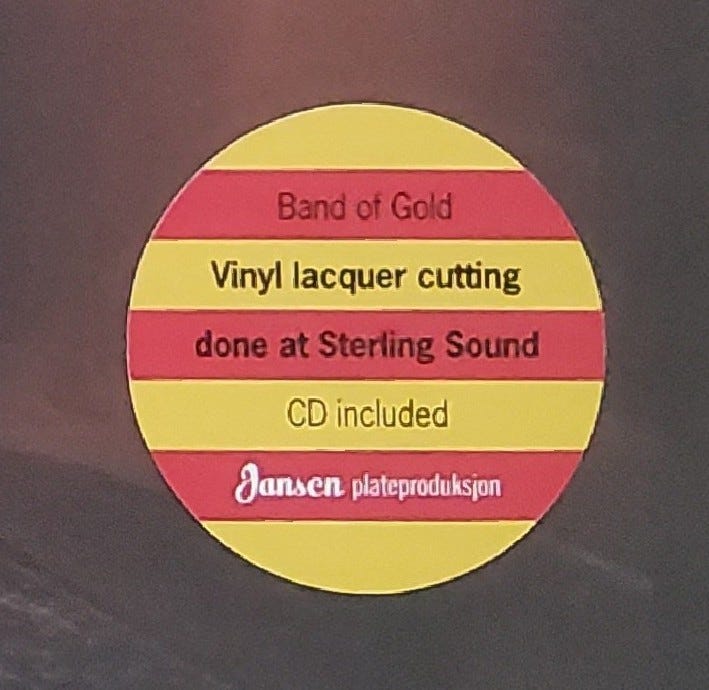 Band of Gold
Vinyl lacquer cutting
done at Sterling Sound
CD included
Jansen plateproduksjon